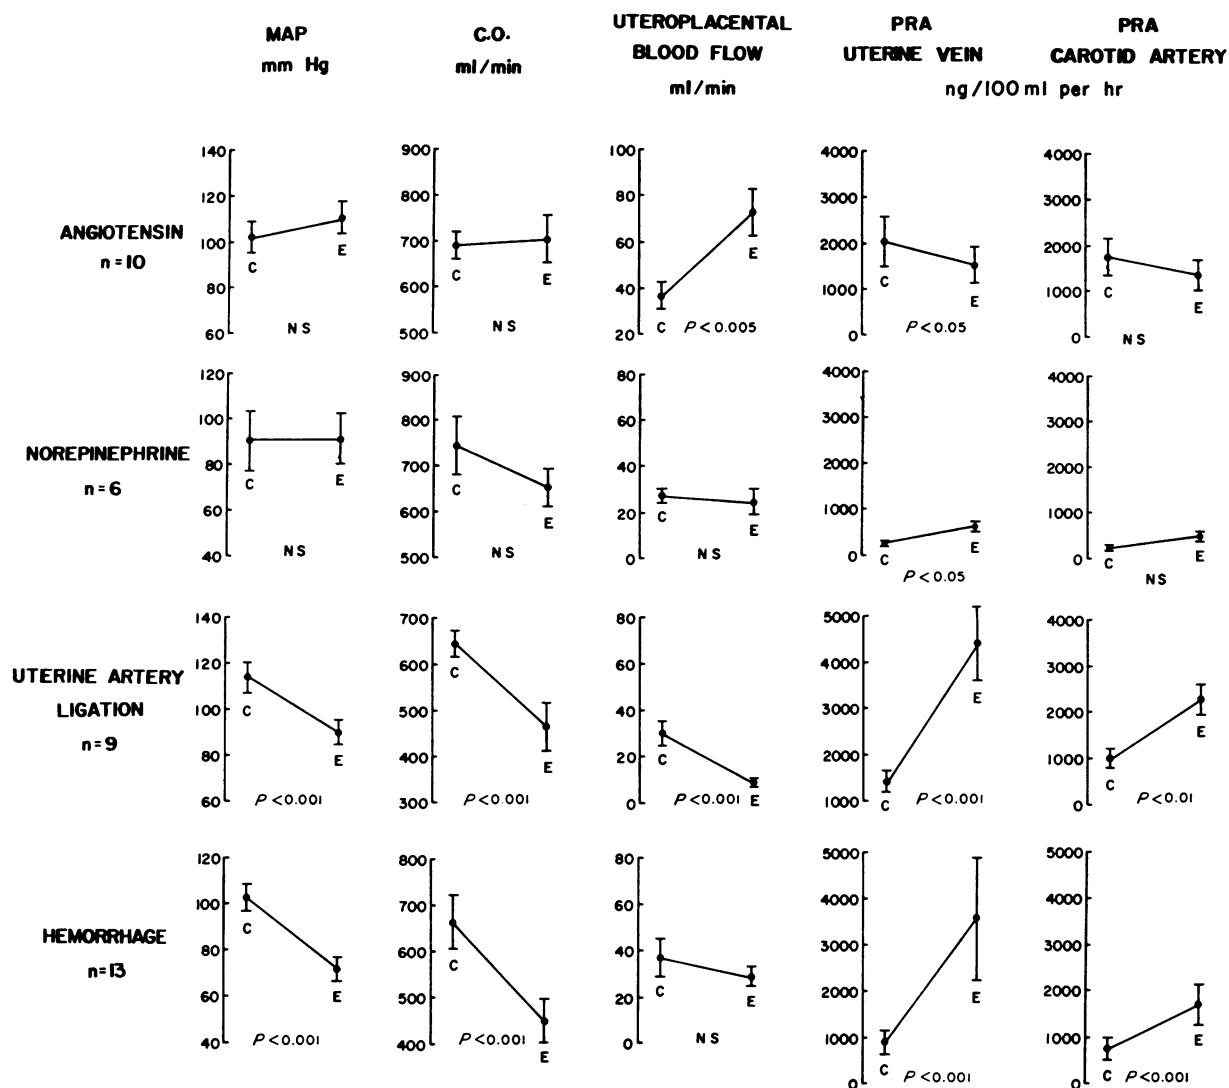 MAP
mm Hg
C.O.
ml/min
UTEROPLACENTAL
BLOOD FLOW
ml/min
PRA
UTERINE VEIN
PRA
CAROTID ARTERY
ng/100 ml per hr
ANGIOTENSIN
n=10
140
120
100
80
60
C
E
NS
900
800
700
600
500
C
E
NS
100
80
60
40
20
C
E
P<0.005
4000
3000
2000
1000
0
C
E
P<0.05
4000
3000
2000
1000
0
C
E
NS
NOREPINEPHRINE
n=6
120
100
80
60
40
C
E
NS
900
800
700
600
500
C
E
NS
80
60
40
20
0
C
E
NS
4000
3000
2000
1000
0
C
E
P<0.05
4000
3000
2000
1000
0
C
E
NS
UTERINE ARTERY
LIGATION
n=9
140
120
100
80
60
C
E
P<0.001
700
600
500
400
300
C
E
P<0.001
80
60
40
20
0
C
E
P<0.001
5000
4000
3000
2000
1000
C
E
P<0.001
4000
3000
2000
1000
0
C
E
P<0.01
HEMORRHAGE
n=13
120
100
80
60
40
C
E
P<0.001
800
700
600
500
400
C
E
P<0.001
80
60
40
20
0
C
E
NS
5000
4000
3000
2000
1000
0
C
E
P<0.001
5000
4000
3000
2000
1000
0
C
E
P<0.001